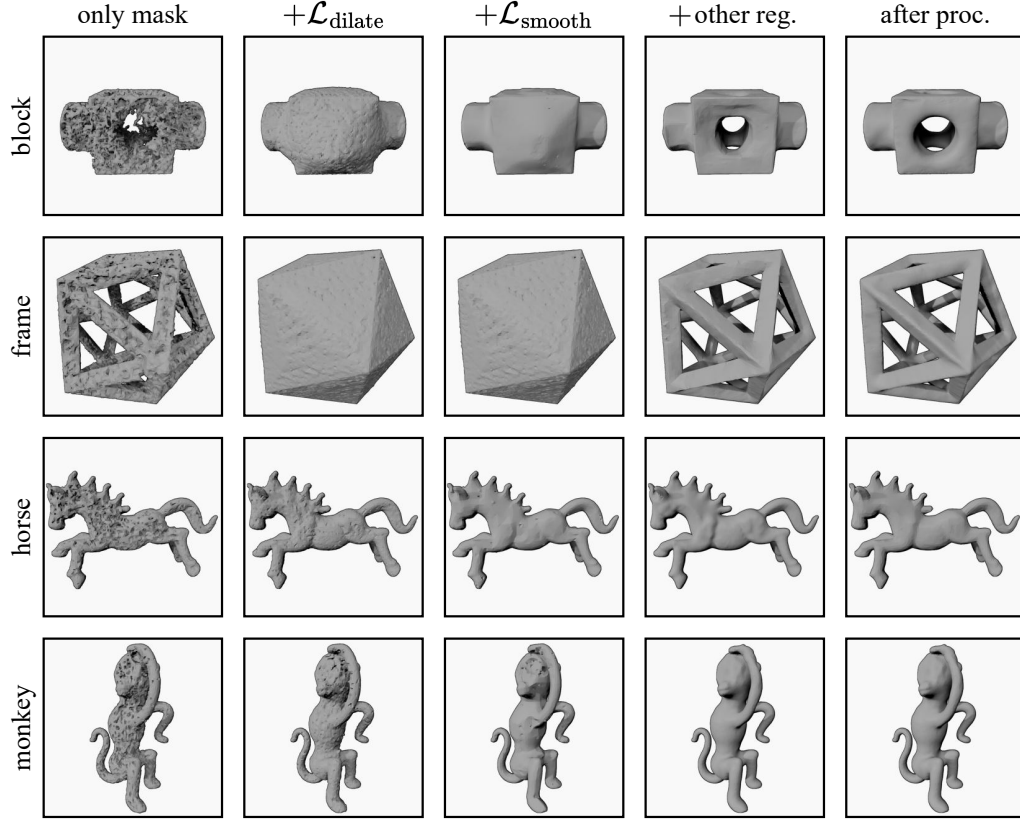 only mask
+ℒdilate
+ℒsmooth
+ other reg.
after proc.
block
frame
horse
monkey